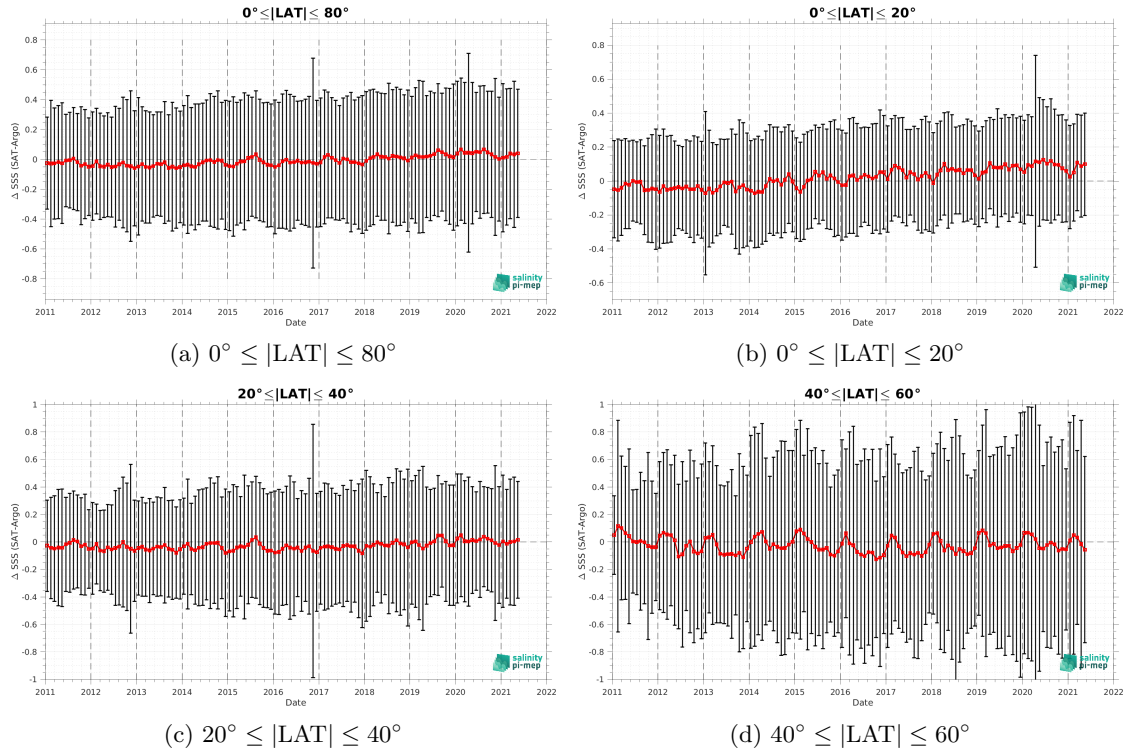 0°≤|LAT|≤ 80°
Δ SSS (SAT-Argo)
0.8
0.6
0.4
0.2
0
-0.2
-0.4
-0.6
-0.8
salinity
pi-mep
2011 2012 2013 2014 2015 2016 2017 2018 2019 2020 2021 2022
Date
(a) 0° ≤ |LAT| ≤ 80°
0°≤|LAT|≤ 20°
Δ SSS (SAT-Argo)
0.8
0.6
0.4
0.2
0
-0.2
-0.4
-0.6
salinity
pi-mep
2011 2012 2013 2014 2015 2016 2017 2018 2019 2020 2021 2022
Date
(b) 0° ≤ |LAT| ≤ 20°
20°≤|LAT|≤ 40°
Δ SSS (SAT-Argo)
1
0.8
0.6
0.4
0.2
0
-0.2
-0.4
-0.6
-0.8
-1
salinity
pi-mep
2011 2012 2013 2014 2015 2016 2017 2018 2019 2020 2021 2022
Date
(c) 20° ≤ |LAT| ≤ 40°
40°≤|LAT|≤ 60°
Δ SSS (SAT-Argo)
1
0.8
0.6
0.4
0.2
0
-0.2
-0.4
-0.6
-0.8
-1
salinity
pi-mep
2011 2012 2013 2014 2015 2016 2017 2018 2019 2020 2021 2022
Date
(d) 40° ≤ |LAT| ≤ 60°